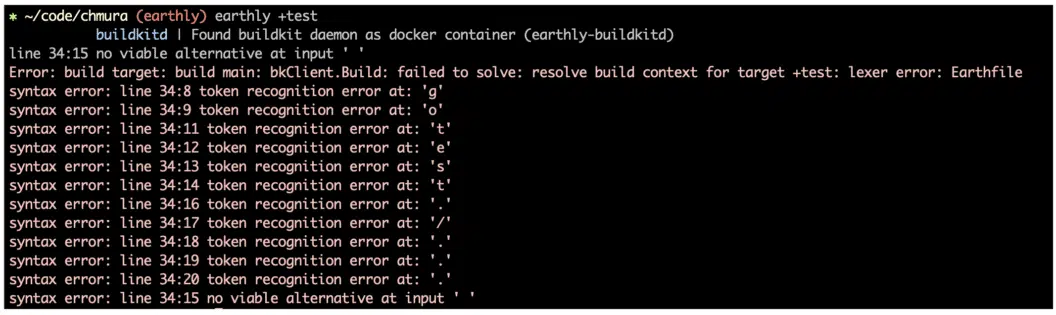 * ~/code/chmura (earthly) earthly +test
buildkitd | Found buildkit daemon as docker container (earthly-buildkitd)
line 34:15 no viable alternative at input ' '
Error: build target: build main: bkClient.Build: failed to solve: resolve build context for target +test: lexer error: Earthfile
syntax error: line 34:8 token recognition error at: 'g'
syntax error: line 34:9 token recognition error at: 'o'
syntax error: line 34:11 token recognition error at: 't'
syntax error: line 34:12 token recognition error at: 'e'
syntax error: line 34:13 token recognition error at: 's'
syntax error: line 34:14 token recognition error at: 't'
syntax error: line 34:16 token recognition error at: '.'
syntax error: line 34:17 token recognition error at: '/'
syntax error: line 34:18 token recognition error at: '.'
syntax error: line 34:19 token recognition error at: '.'
syntax error: line 34:20 token recognition error at: '.'
syntax error: line 34:15 no viable alternative at input ' '